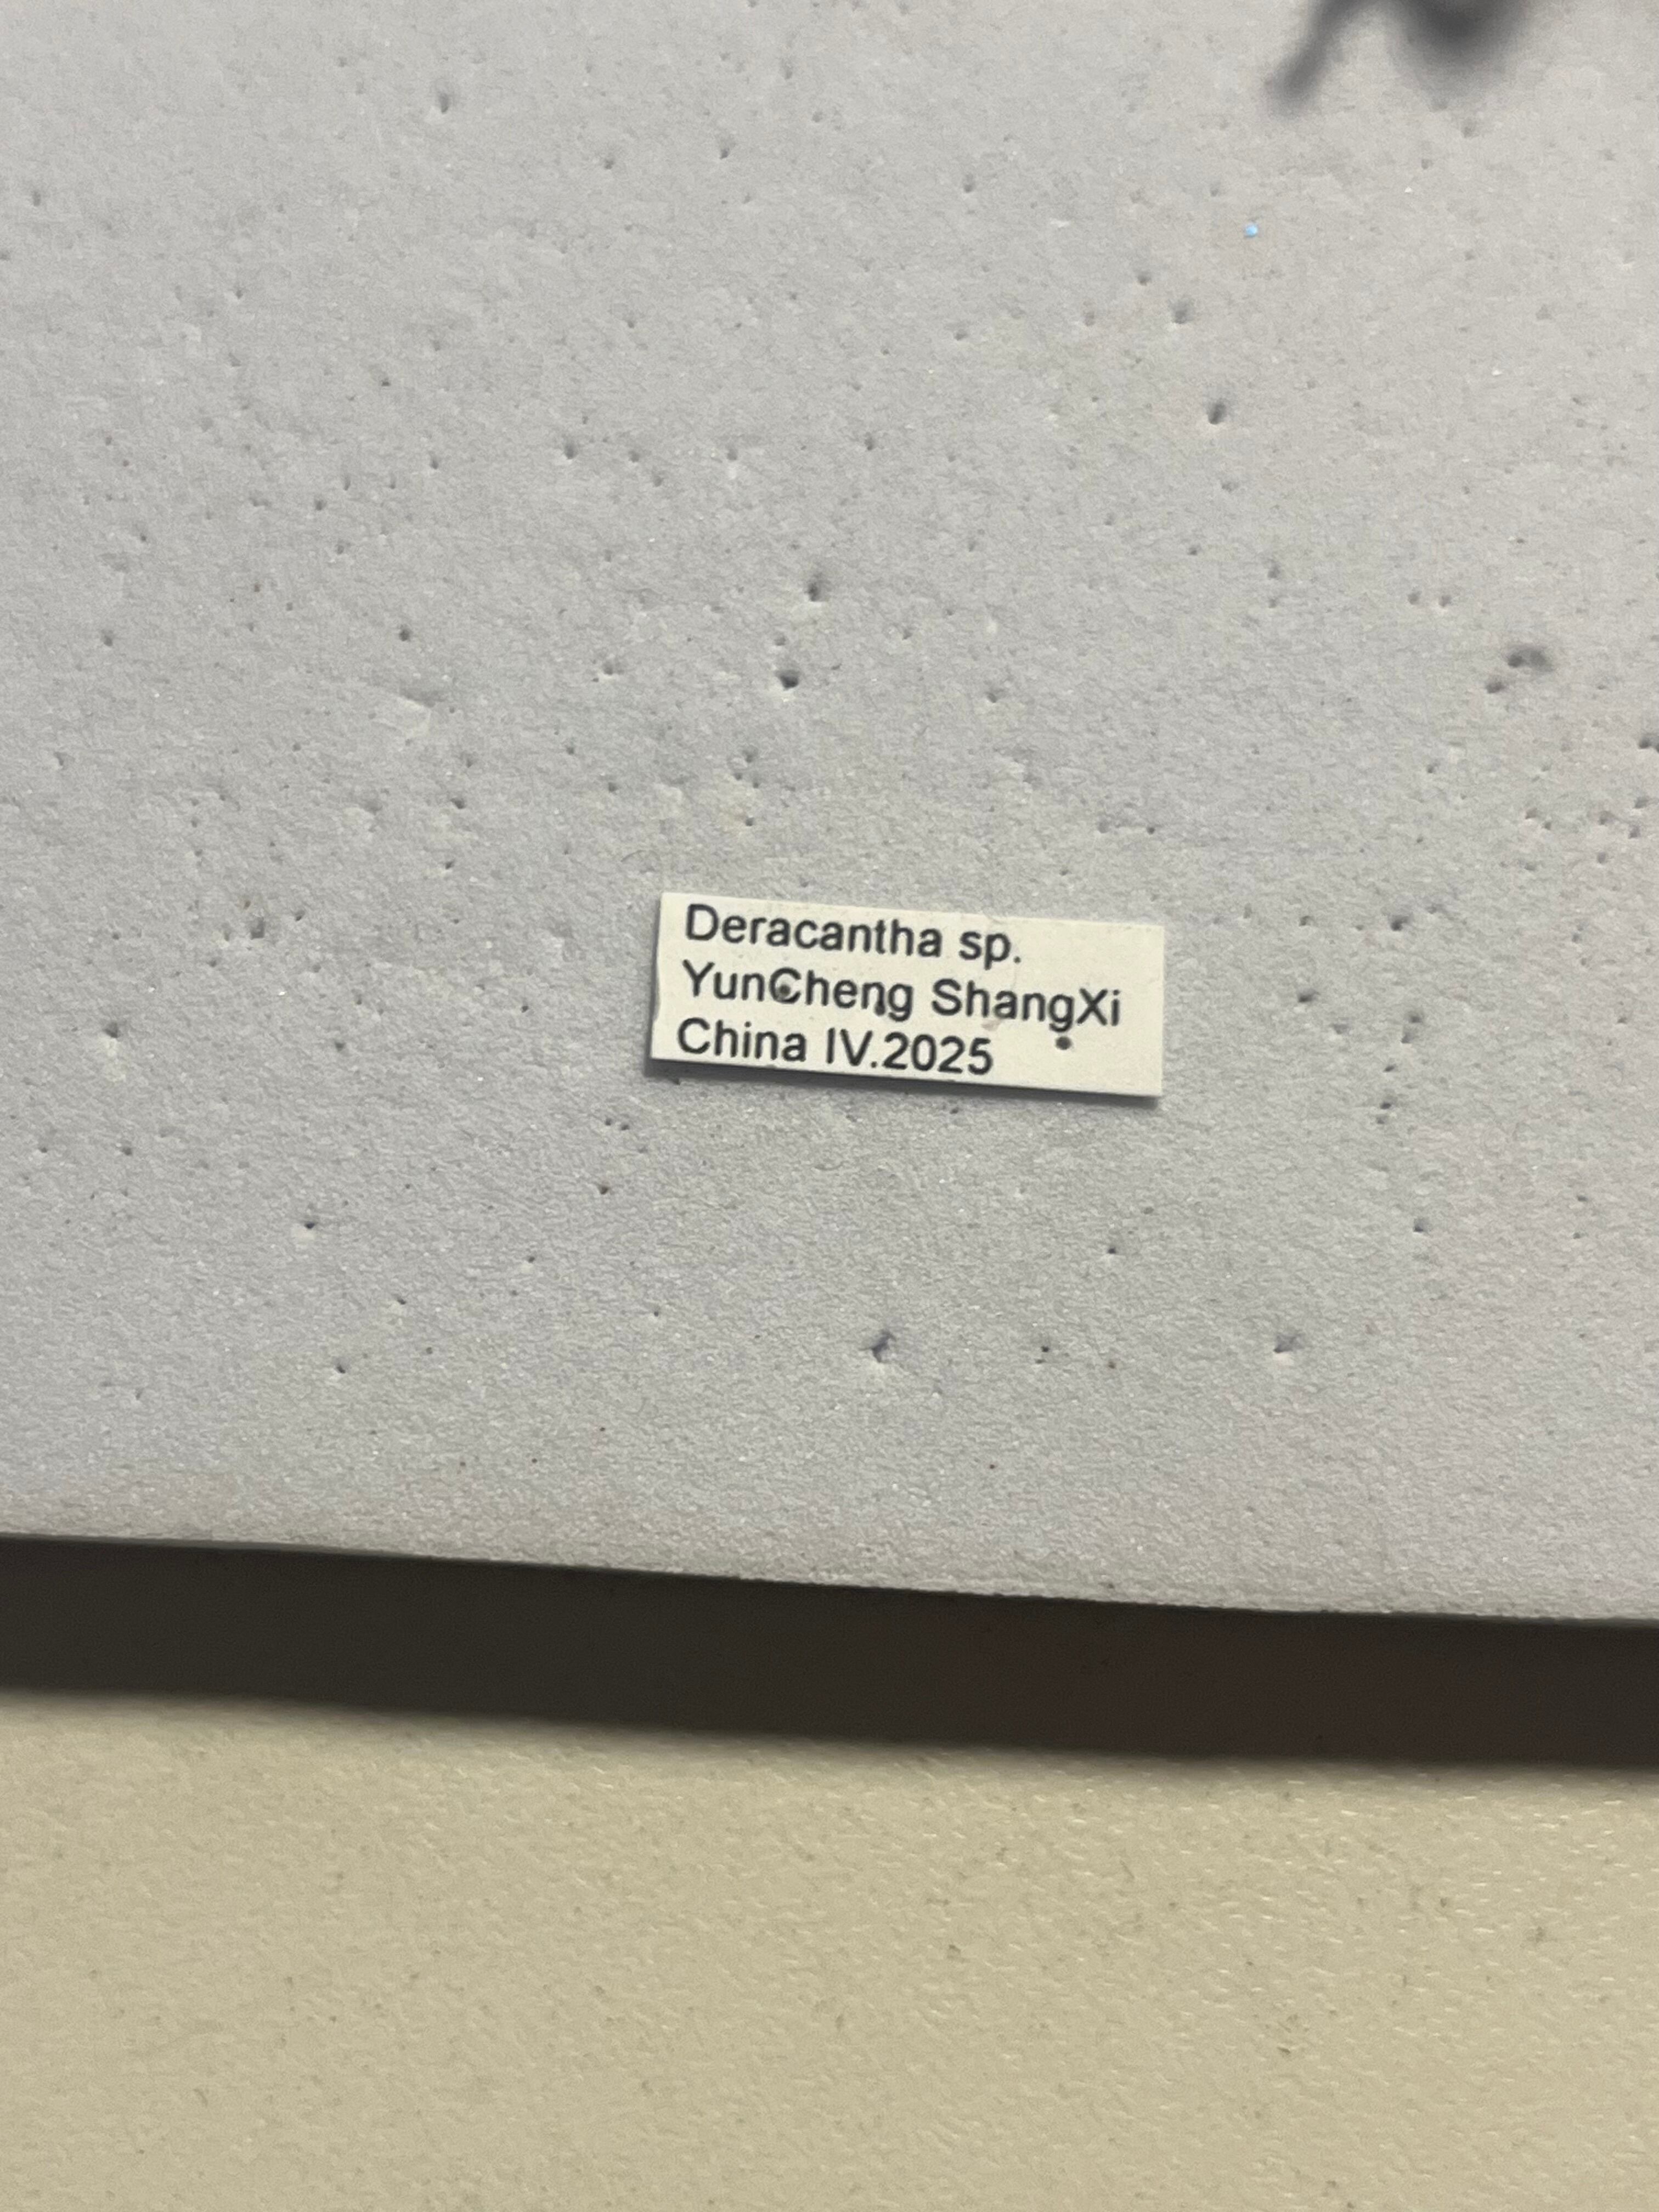 Deracantha sp.
YunCheng ShangXi
China IV.2025